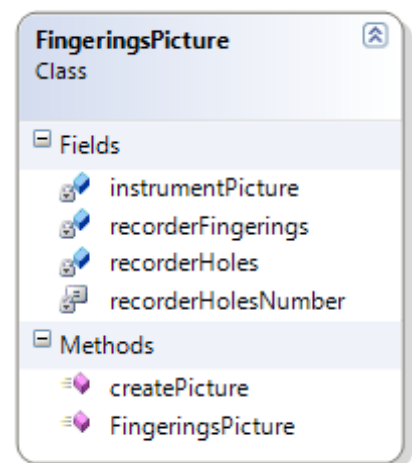 FingeringsPicture
Class
Fields
instrumentPicture
recorderFingerings
recorderHoles
recorderHolesNumber
Methods
createPicture
FingeringsPicture